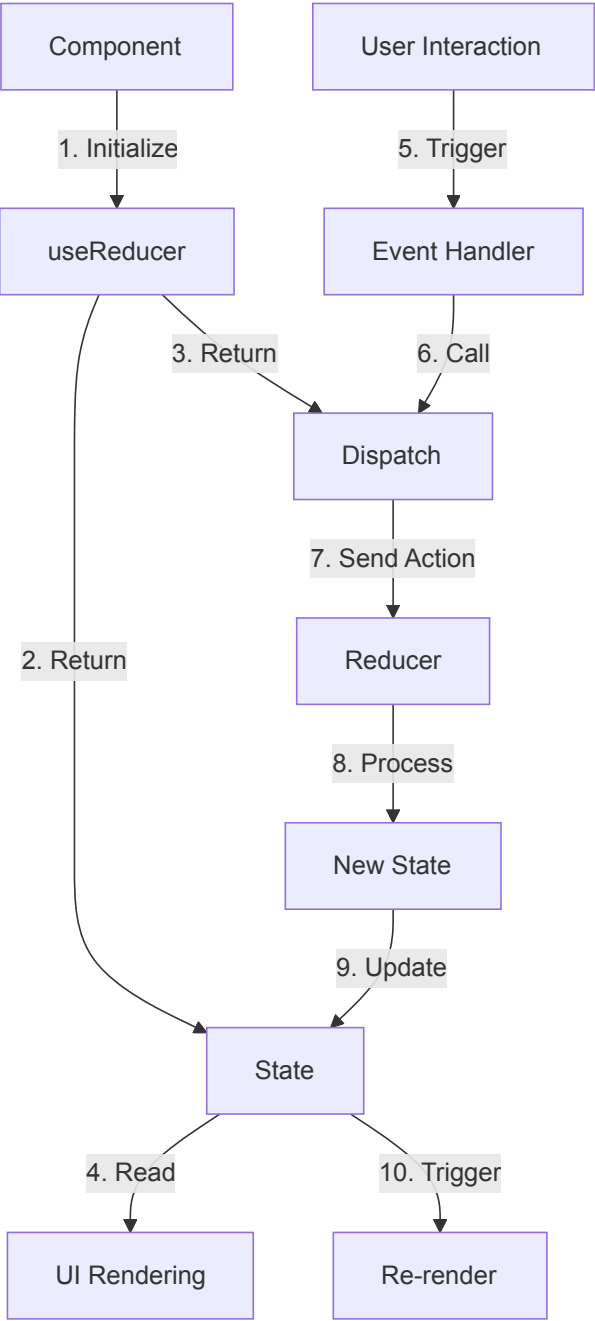 Component
User Interaction
1. Initialize
5. Trigger
useReducer
Event Handler
3. Return
6. Call
Dispatch
7. Send Action
2. Return
Reducer
8. Process
New State
9. Update
State
4. Read
10. Trigger
UI Rendering
Re-render